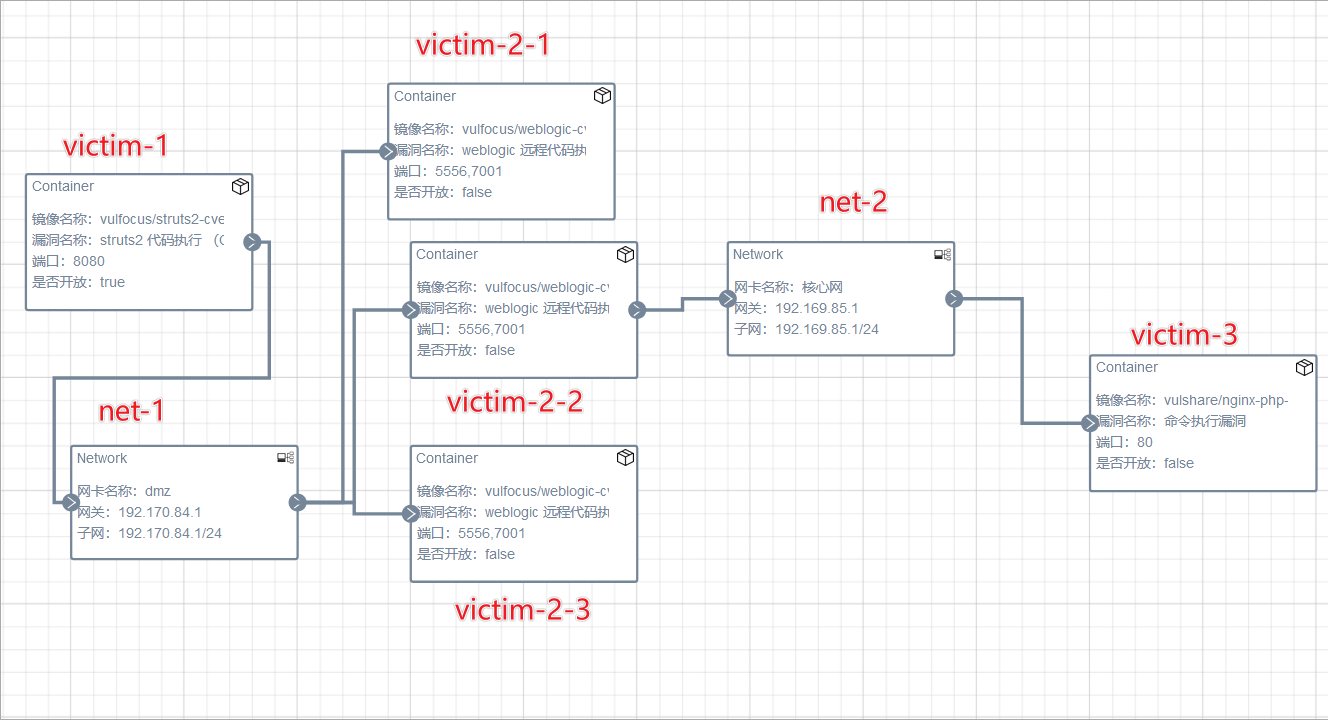 victim-1
Container
镜像名称：vulfocus/struts2-cve
漏洞名称：struts2 代码执行 （
端口：8080
是否开放：true
net-1
Network
网卡名称：dmz
网关：192.170.84.1
子网：192.170.84.1/24
victim-2-1
Container
镜像名称：vulfocus/weblogic-c
漏洞名称：weblogic 远程代码执
端口：5556,7001
是否开放：false
Container
镜像名称：vulfocus/weblogic-c
漏洞名称：weblogic 远程代码执
端口：5556,7001
是否开放：false
victim-2-2
Container
镜像名称：vulfocus/weblogic-c
漏洞名称：weblogic 远程代码执
端口：5556,7001
是否开放：false
victim-2-3
net-2
Network
网卡名称：核心网
网关：192.169.85.1
子网：192.169.85.1/24
victim-3
Container
镜像名称：vulshare/nginx-php-
漏洞名称：命令执行漏洞
端口：80
是否开放：false